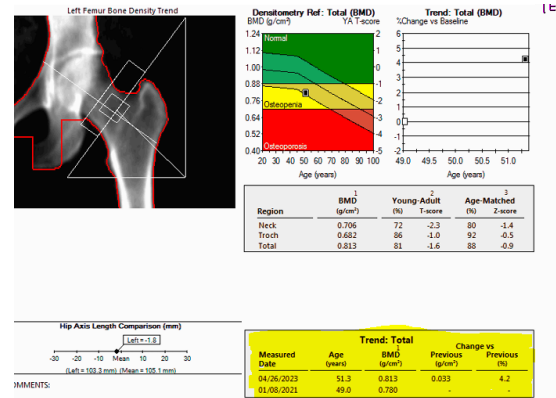 Left Femur Bone Density Trend
Densitometry Ref: Total (BMD)
BMD (g/cm²) YA T-score
1.24 2
Normal
1.12 1
1.00 0
0.88 -1
0.76 -2
Osteopenia
-3
0.64
-4
0.52
Osteoporosis
0.40 -5
20 30 40 50 60 70 80 90 100
Age (years)
Trend: Total (BMD)
%Change vs Baseline
6
5
4
3
2
1
0
-1
-2
49.0 49.5 50.0 50.5 51.0
Age (years)
1 2 3
BMD Young-Adult Age-Matched
Region (g/cm²) (%) T-score (%) Z-score
Neck 0.706 72 -2.3 80 -1.4
Troch 0.682 86 -1.0 92 -0.5
Total 0.813 81 -1.6 88 -0.9
Hip Axis Length Comparison (mm)
Left = -1.8
-30 -20 -10 Mean 10 20 30
(Left = 103.3 mm) (Mean = 105.1 mm)
OMMENTS:
Trend: Total
1 Change vs
Measured Age BMD Previous Previous
Date (years) (g/cm²) (g/cm²) (%)
04/26/2023 51.3 0.813 0.033 4.2
01/08/2021 49.0 0.780 - -